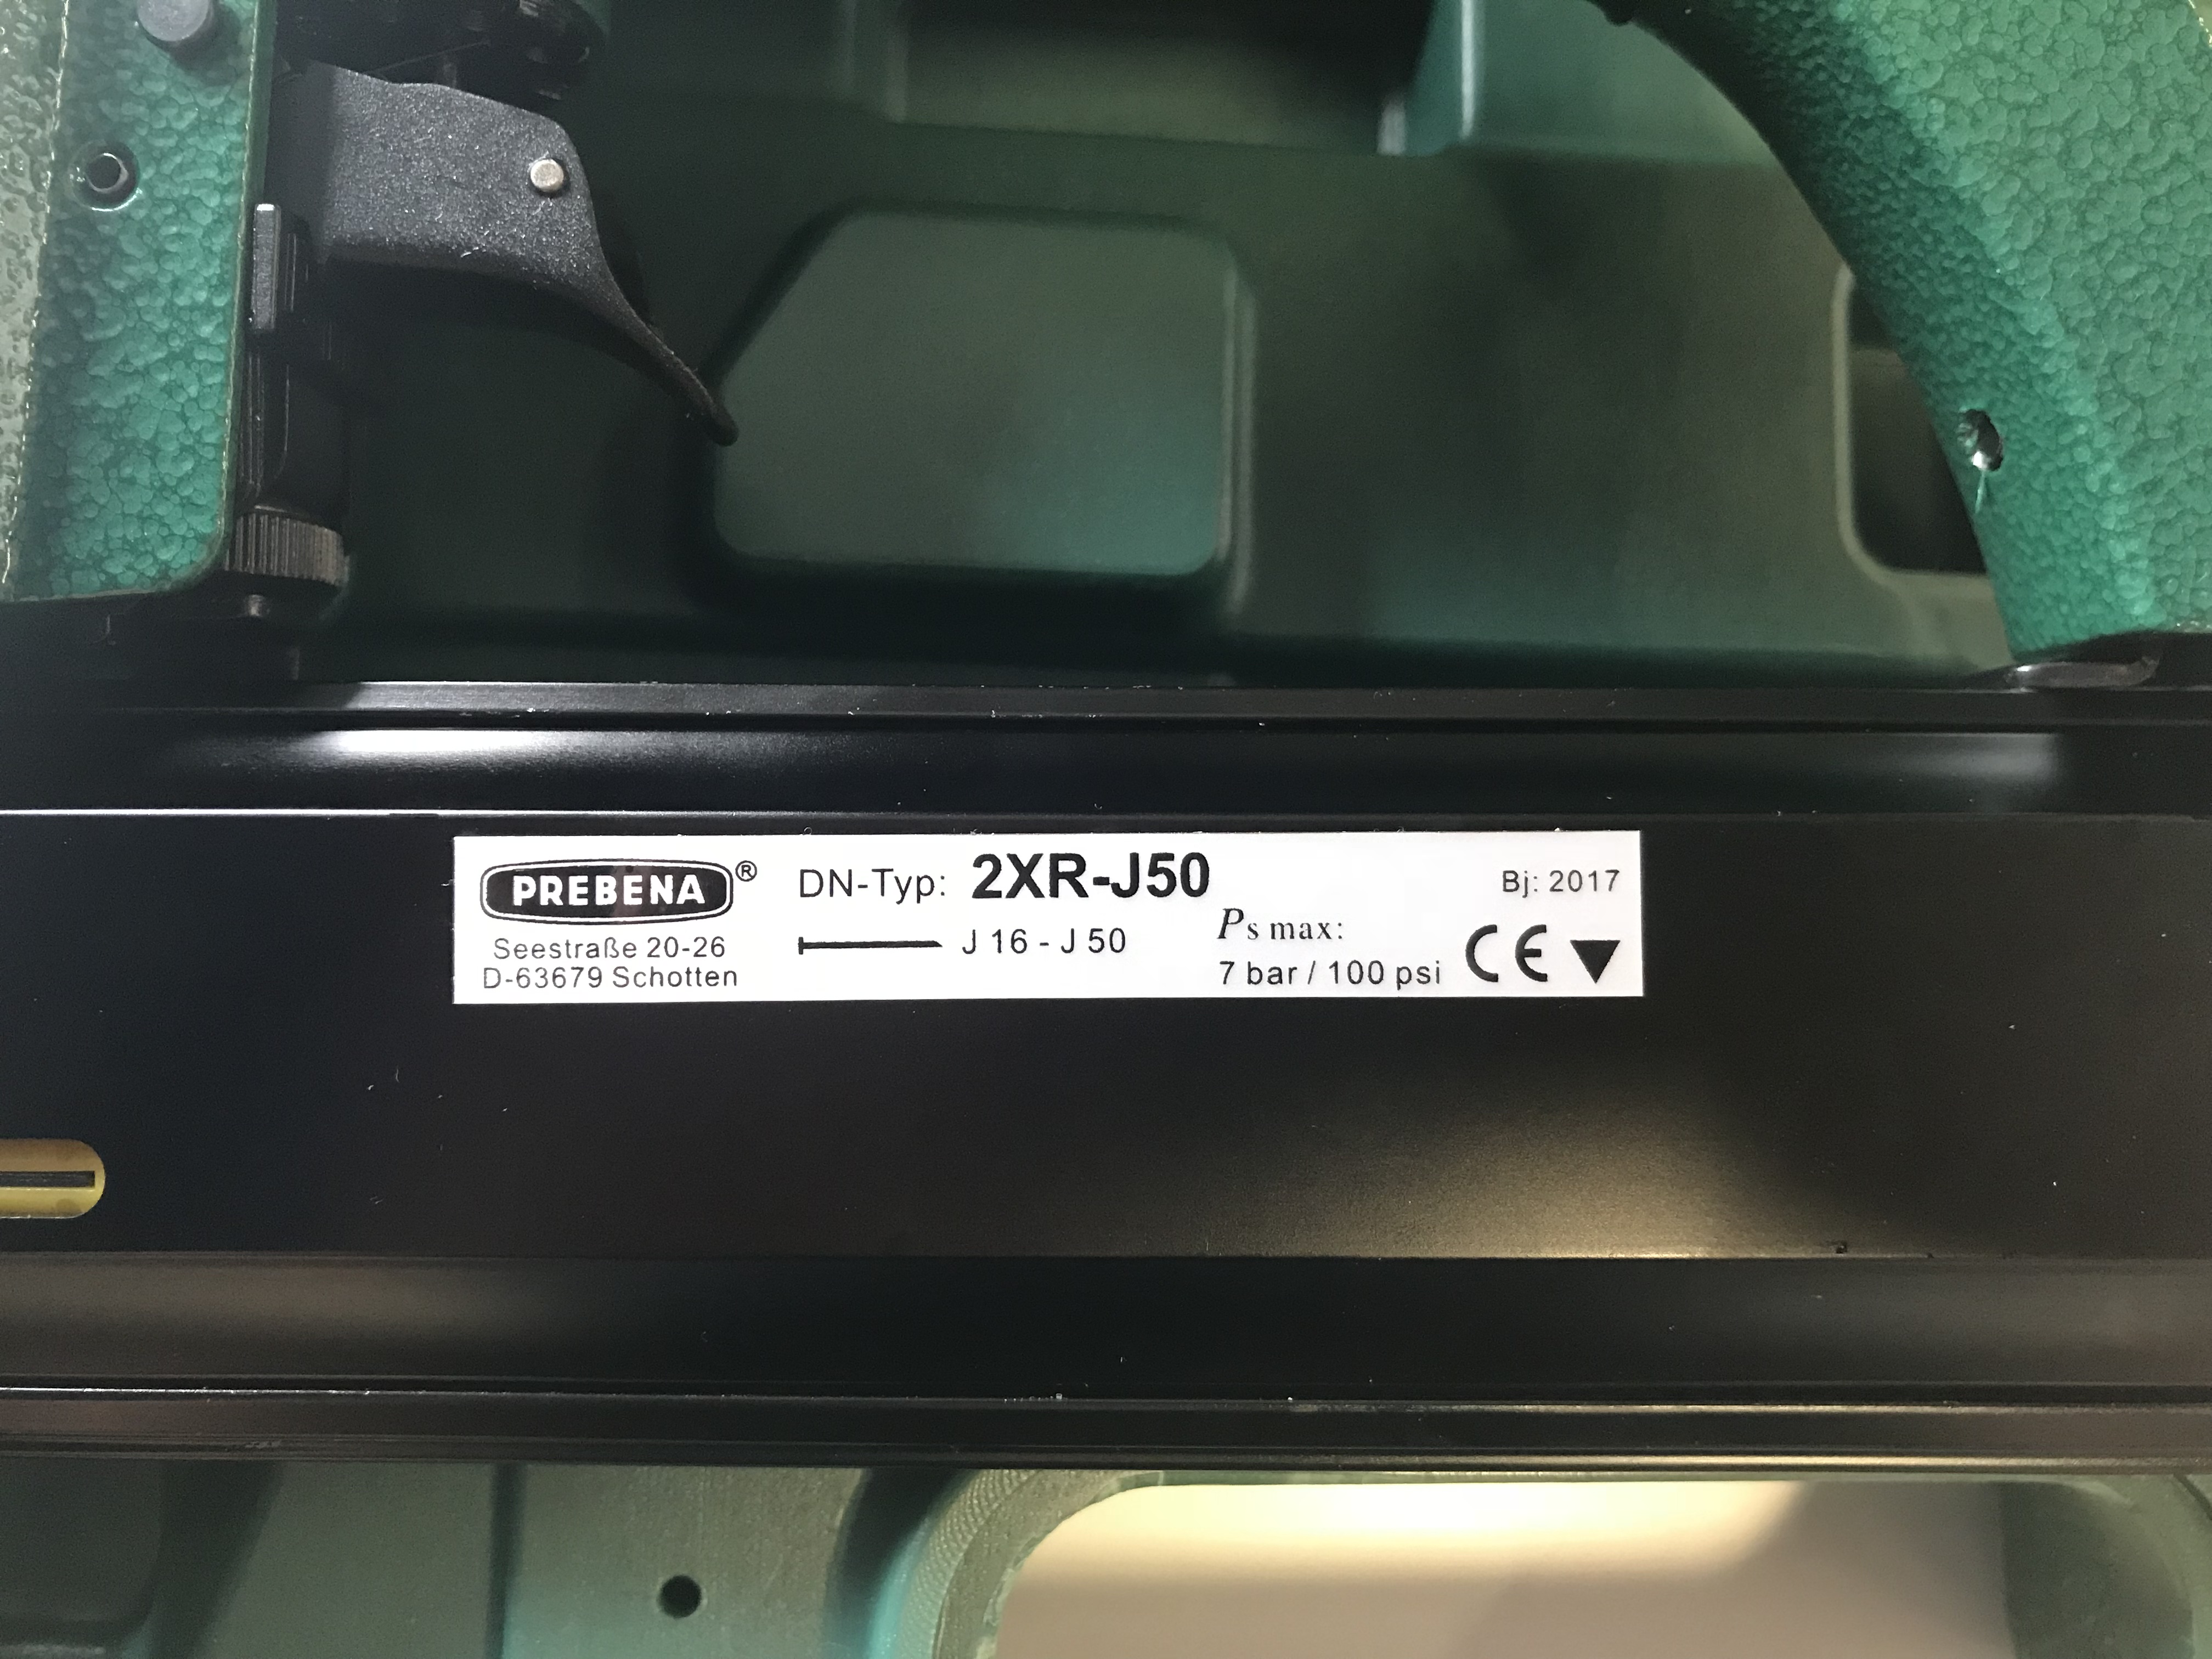 PREBENA®
Seestraße 20-26
D-63679 Schotten
DN-Typ: 2XR-J50
J 16 - J 50
Ps max:
7 bar / 100 psi
Bj: 2017
CE